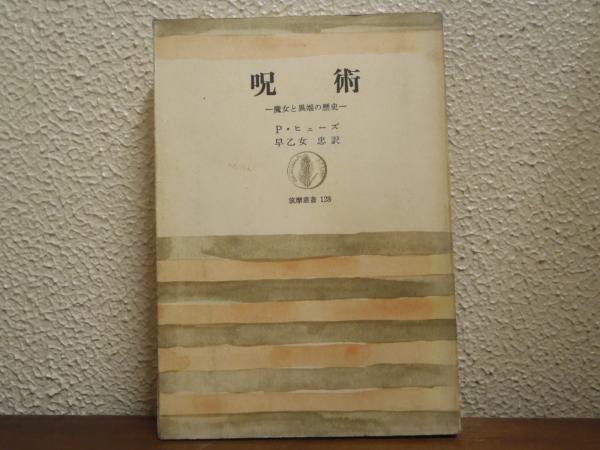 呪術
—魔女と異端の歴史—
P・ヒューズ
早乙女 忠 訳
筑摩叢書 128